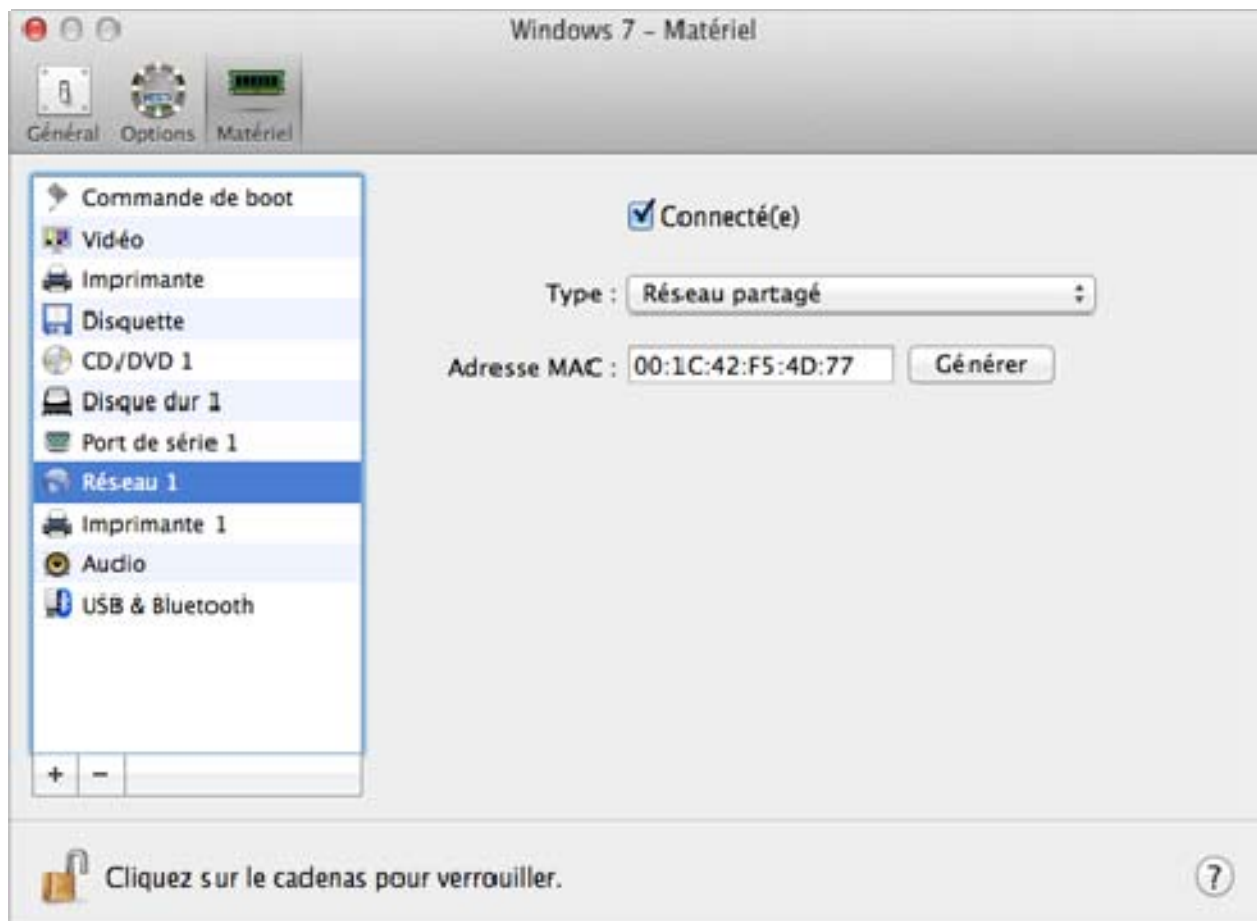 Windows 7 – Matériel
Général Options Matériel
Commande de boot
Vidéo
Imprimante
Disquette
CD/DVD 1
Disque dur 1
Port de série 1
Réseau 1
Imprimante 1
Audio
USB & Bluetooth
+ −
Connecté(e)
Type : Réseau partagé
Adresse MAC : 00:1C:42:F5:4D:77 Générer
Cliquez sur le cadenas pour verrouiller.
?